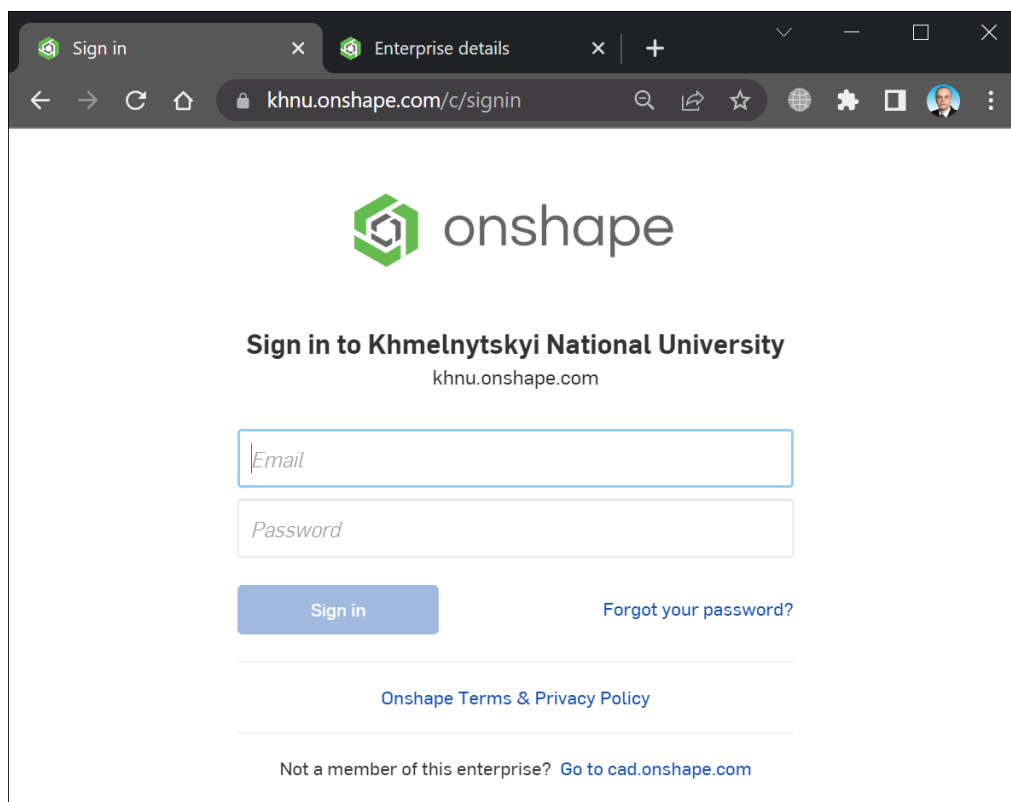 Sign in
Enterprise details
khnu.onshape.com/c/signin
onshape
Sign in to Khmelnytskyi National University
khnu.onshape.com
Email
Password
Sign in
Forgot your password?
Onshape Terms & Privacy Policy
Not a member of this enterprise? Go to cad.onshape.com